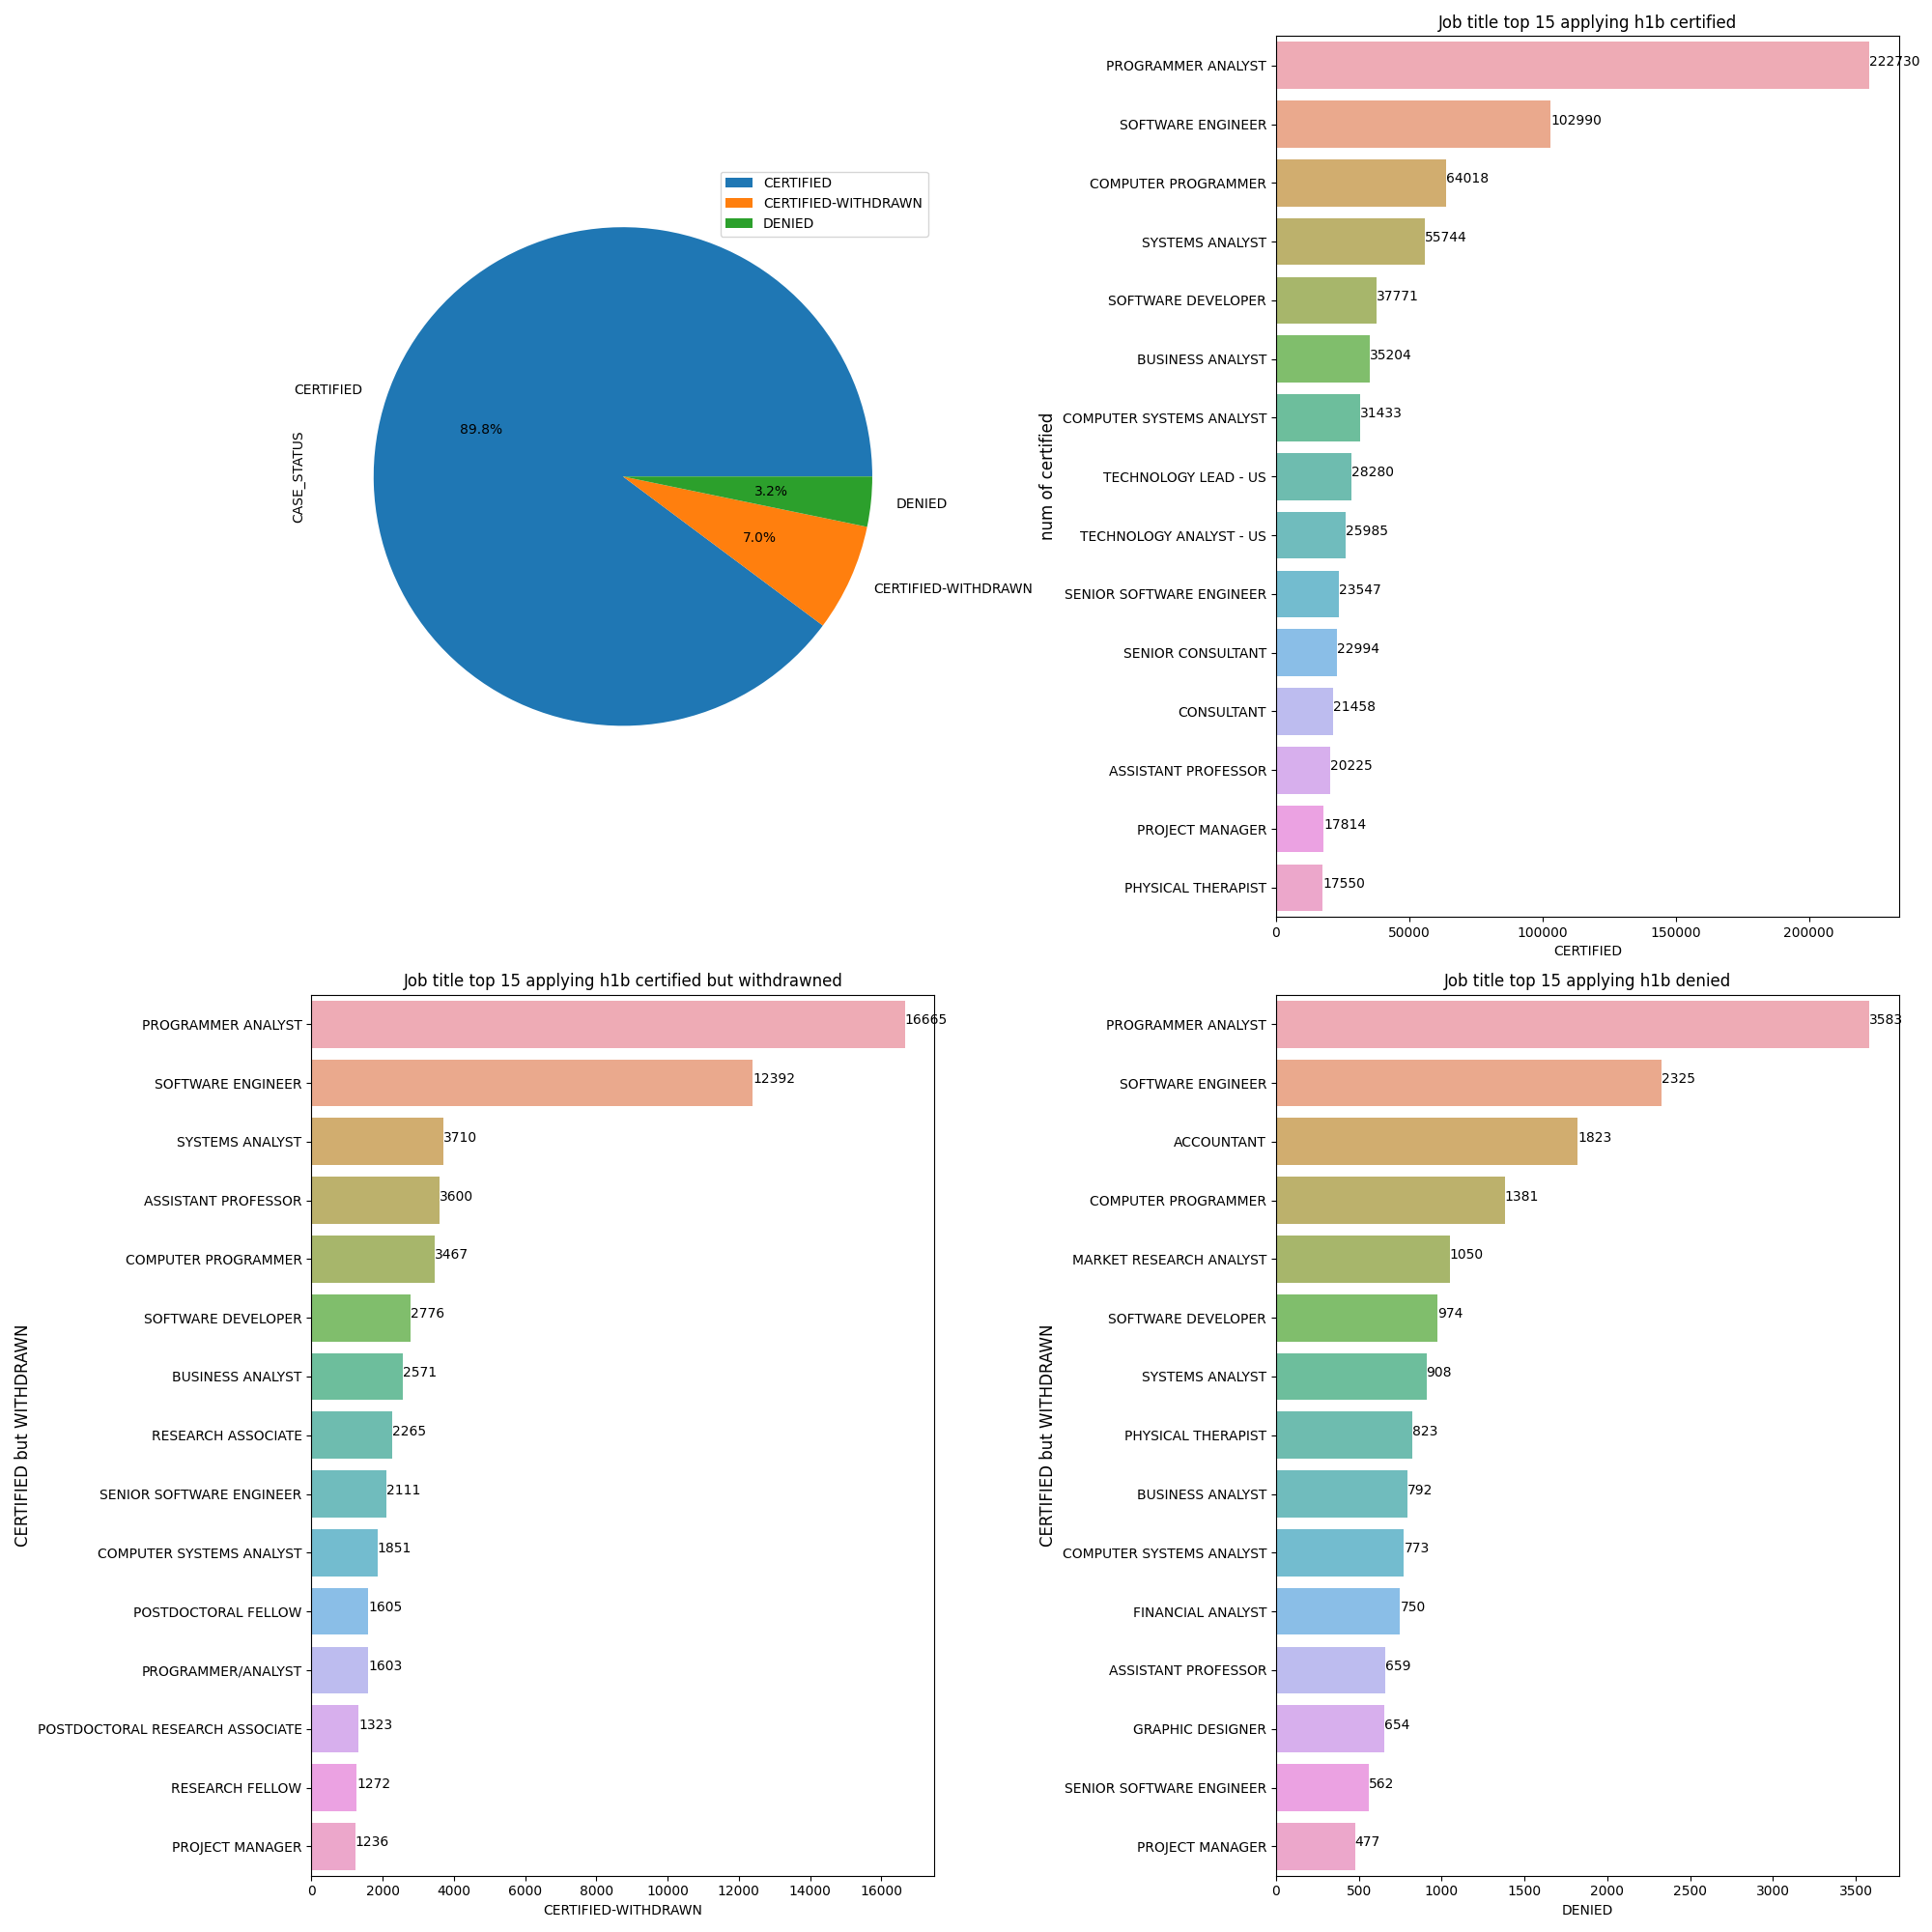 CERTIFIED
CERTIFIED-WITHDRAWN
DENIED
CERTIFIED
89.8%
CASE_STATUS
3.2%
DENIED
7.0%
CERTIFIED-WITHDRAWN
Job title top 15 applying h1b certified
num of certified
PROGRAMMER ANALYST 222730
SOFTWARE ENGINEER 102990
COMPUTER PROGRAMMER 64018
SYSTEMS ANALYST 55744
SOFTWARE DEVELOPER 37771
BUSINESS ANALYST 35204
COMPUTER SYSTEMS ANALYST 31433
TECHNOLOGY LEAD - US 28280
TECHNOLOGY ANALYST - US 25985
SENIOR SOFTWARE ENGINEER 23547
SENIOR CONSULTANT 22994
CONSULTANT 21458
ASSISTANT PROFESSOR 20225
PROJECT MANAGER 17814
PHYSICAL THERAPIST 17550
0 50000 100000 150000 200000
CERTIFIED
Job title top 15 applying h1b certified but withdrawned
CERTIFIED but WITHDRAWN
PROGRAMMER ANALYST 16665
SOFTWARE ENGINEER 12392
SYSTEMS ANALYST 3710
ASSISTANT PROFESSOR 3600
COMPUTER PROGRAMMER 3467
SOFTWARE DEVELOPER 2776
BUSINESS ANALYST 2571
RESEARCH ASSOCIATE 2265
SENIOR SOFTWARE ENGINEER 2111
COMPUTER SYSTEMS ANALYST 1851
POSTDOCTORAL FELLOW 1605
PROGRAMMER/ANALYST 1603
POSTDOCTORAL RESEARCH ASSOCIATE 1323
RESEARCH FELLOW 1272
PROJECT MANAGER 1236
0 2000 4000 6000 8000 10000 12000 14000 16000
CERTIFIED-WITHDRAWN
Job title top 15 applying h1b denied
CERTIFIED but WITHDRAWN
PROGRAMMER ANALYST 3583
SOFTWARE ENGINEER 2325
ACCOUNTANT 1823
COMPUTER PROGRAMMER 1381
MARKET RESEARCH ANALYST 1050
SOFTWARE DEVELOPER 974
SYSTEMS ANALYST 908
PHYSICAL THERAPIST 823
BUSINESS ANALYST 792
COMPUTER SYSTEMS ANALYST 773
FINANCIAL ANALYST 750
ASSISTANT PROFESSOR 659
GRAPHIC DESIGNER 654
SENIOR SOFTWARE ENGINEER 562
PROJECT MANAGER 477
0 500 1000 1500 2000 2500 3000 3500
DENIED